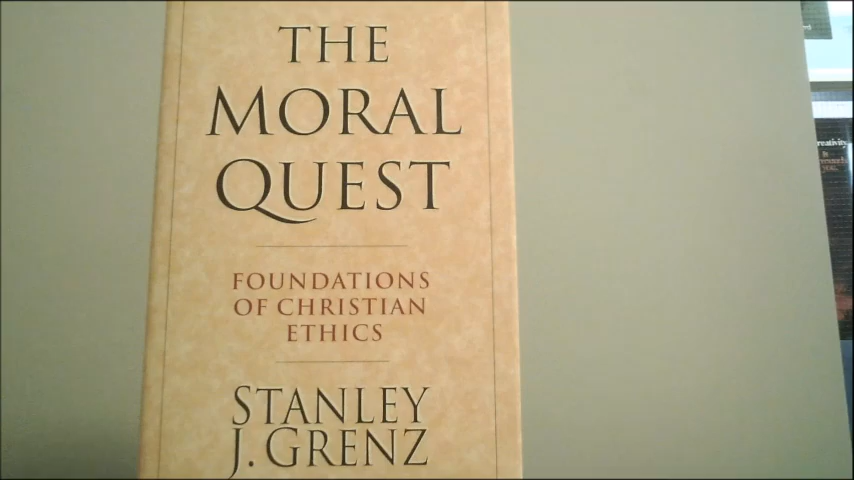 THE
MORAL
QUEST
FOUNDATIONS
OF CHRISTIAN
ETHICS
STANLEY
J. GRENZ